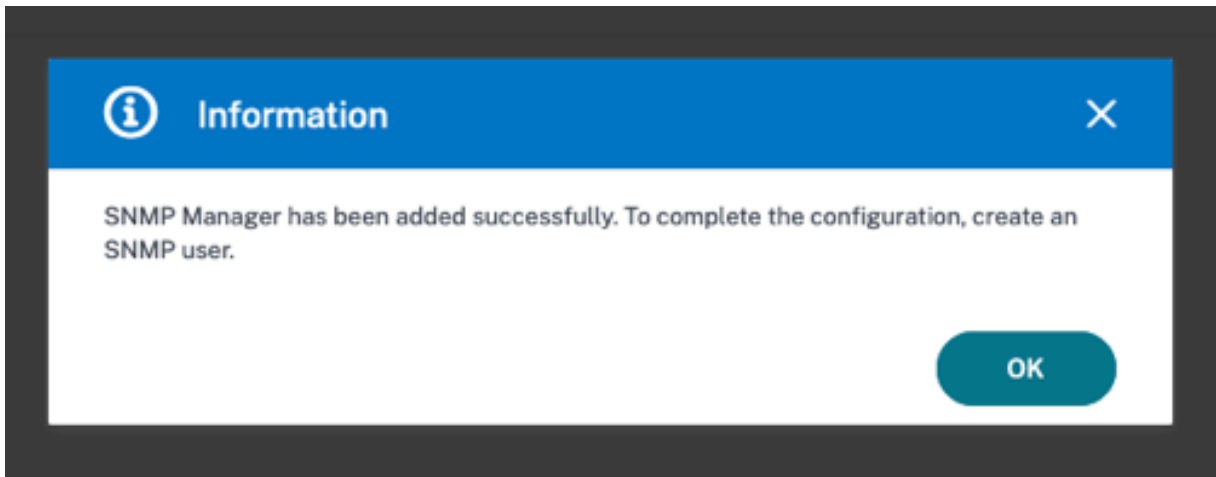 Information
SNMP Manager has been added successfully. To complete the configuration, create an
SNMP user.
OK